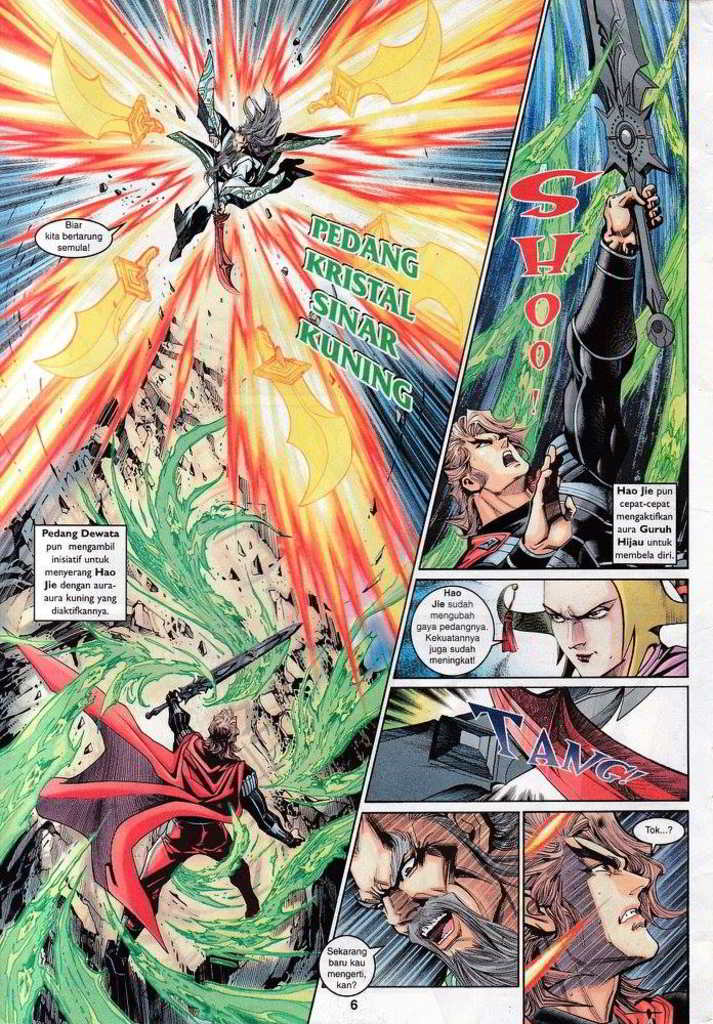 Biar
kita bertarung
semula!
PEDANG
KRISTAL
SINAR
KUNING
Pedang Dewata
pun mengambil
inisiatif untuk
menyerang Hao
Jie dengan aura-
aura kuning yang
diaktifkannya.
SHOO!
Hao Jie pun
cepat-cepat
mengaktifkan
aura Guruh
Hijau untuk
membela diri.
Hao
Jie sudah
mengubah
gaya pedangnya.
Kekuatannya
juga sudah
meningkat!
TANG!
Sekarang
baru kau
mengerti,
kan?
Tok...?
6